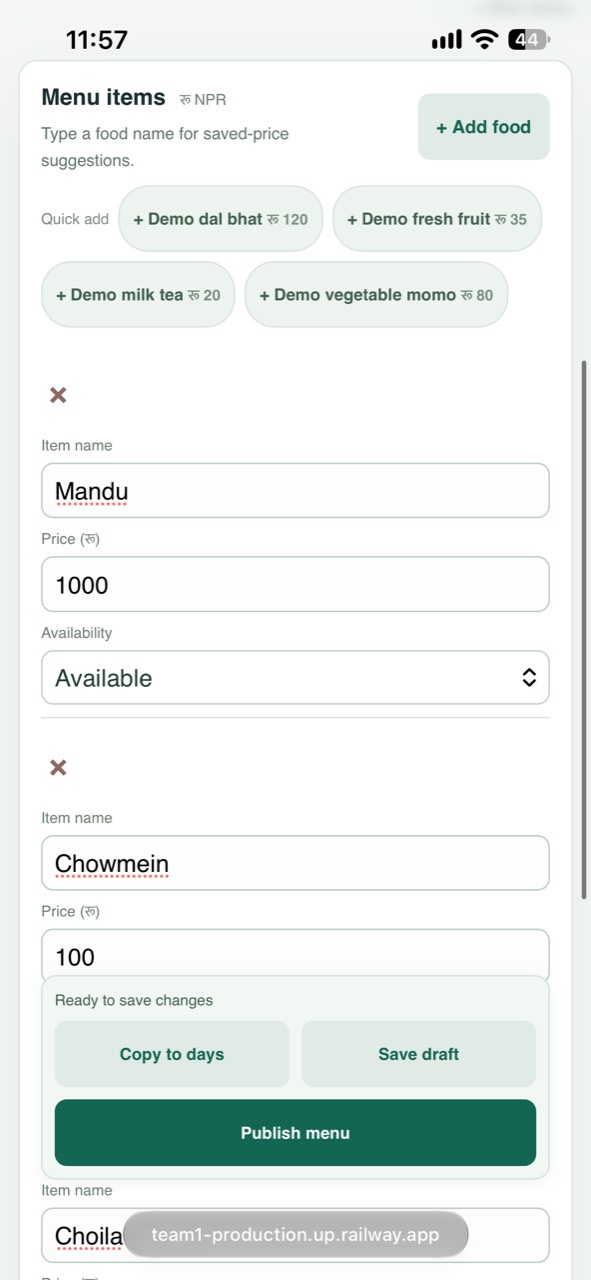 11:57
44
Menu items रू NPR
Type a food name for saved-price
suggestions.
+ Add food
Quick add
+ Demo dal bhat रू 120
+ Demo fresh fruit रू 35
+ Demo milk tea रू 20
+ Demo vegetable momo रू 80
Item name
Mandu
Price (रू)
1000
Availability
Available
Item name
Chowmein
Price (रू)
100
Ready to save changes
Copy to days
Save draft
Publish menu
Item name
Choila
team1-production.up.railway.app